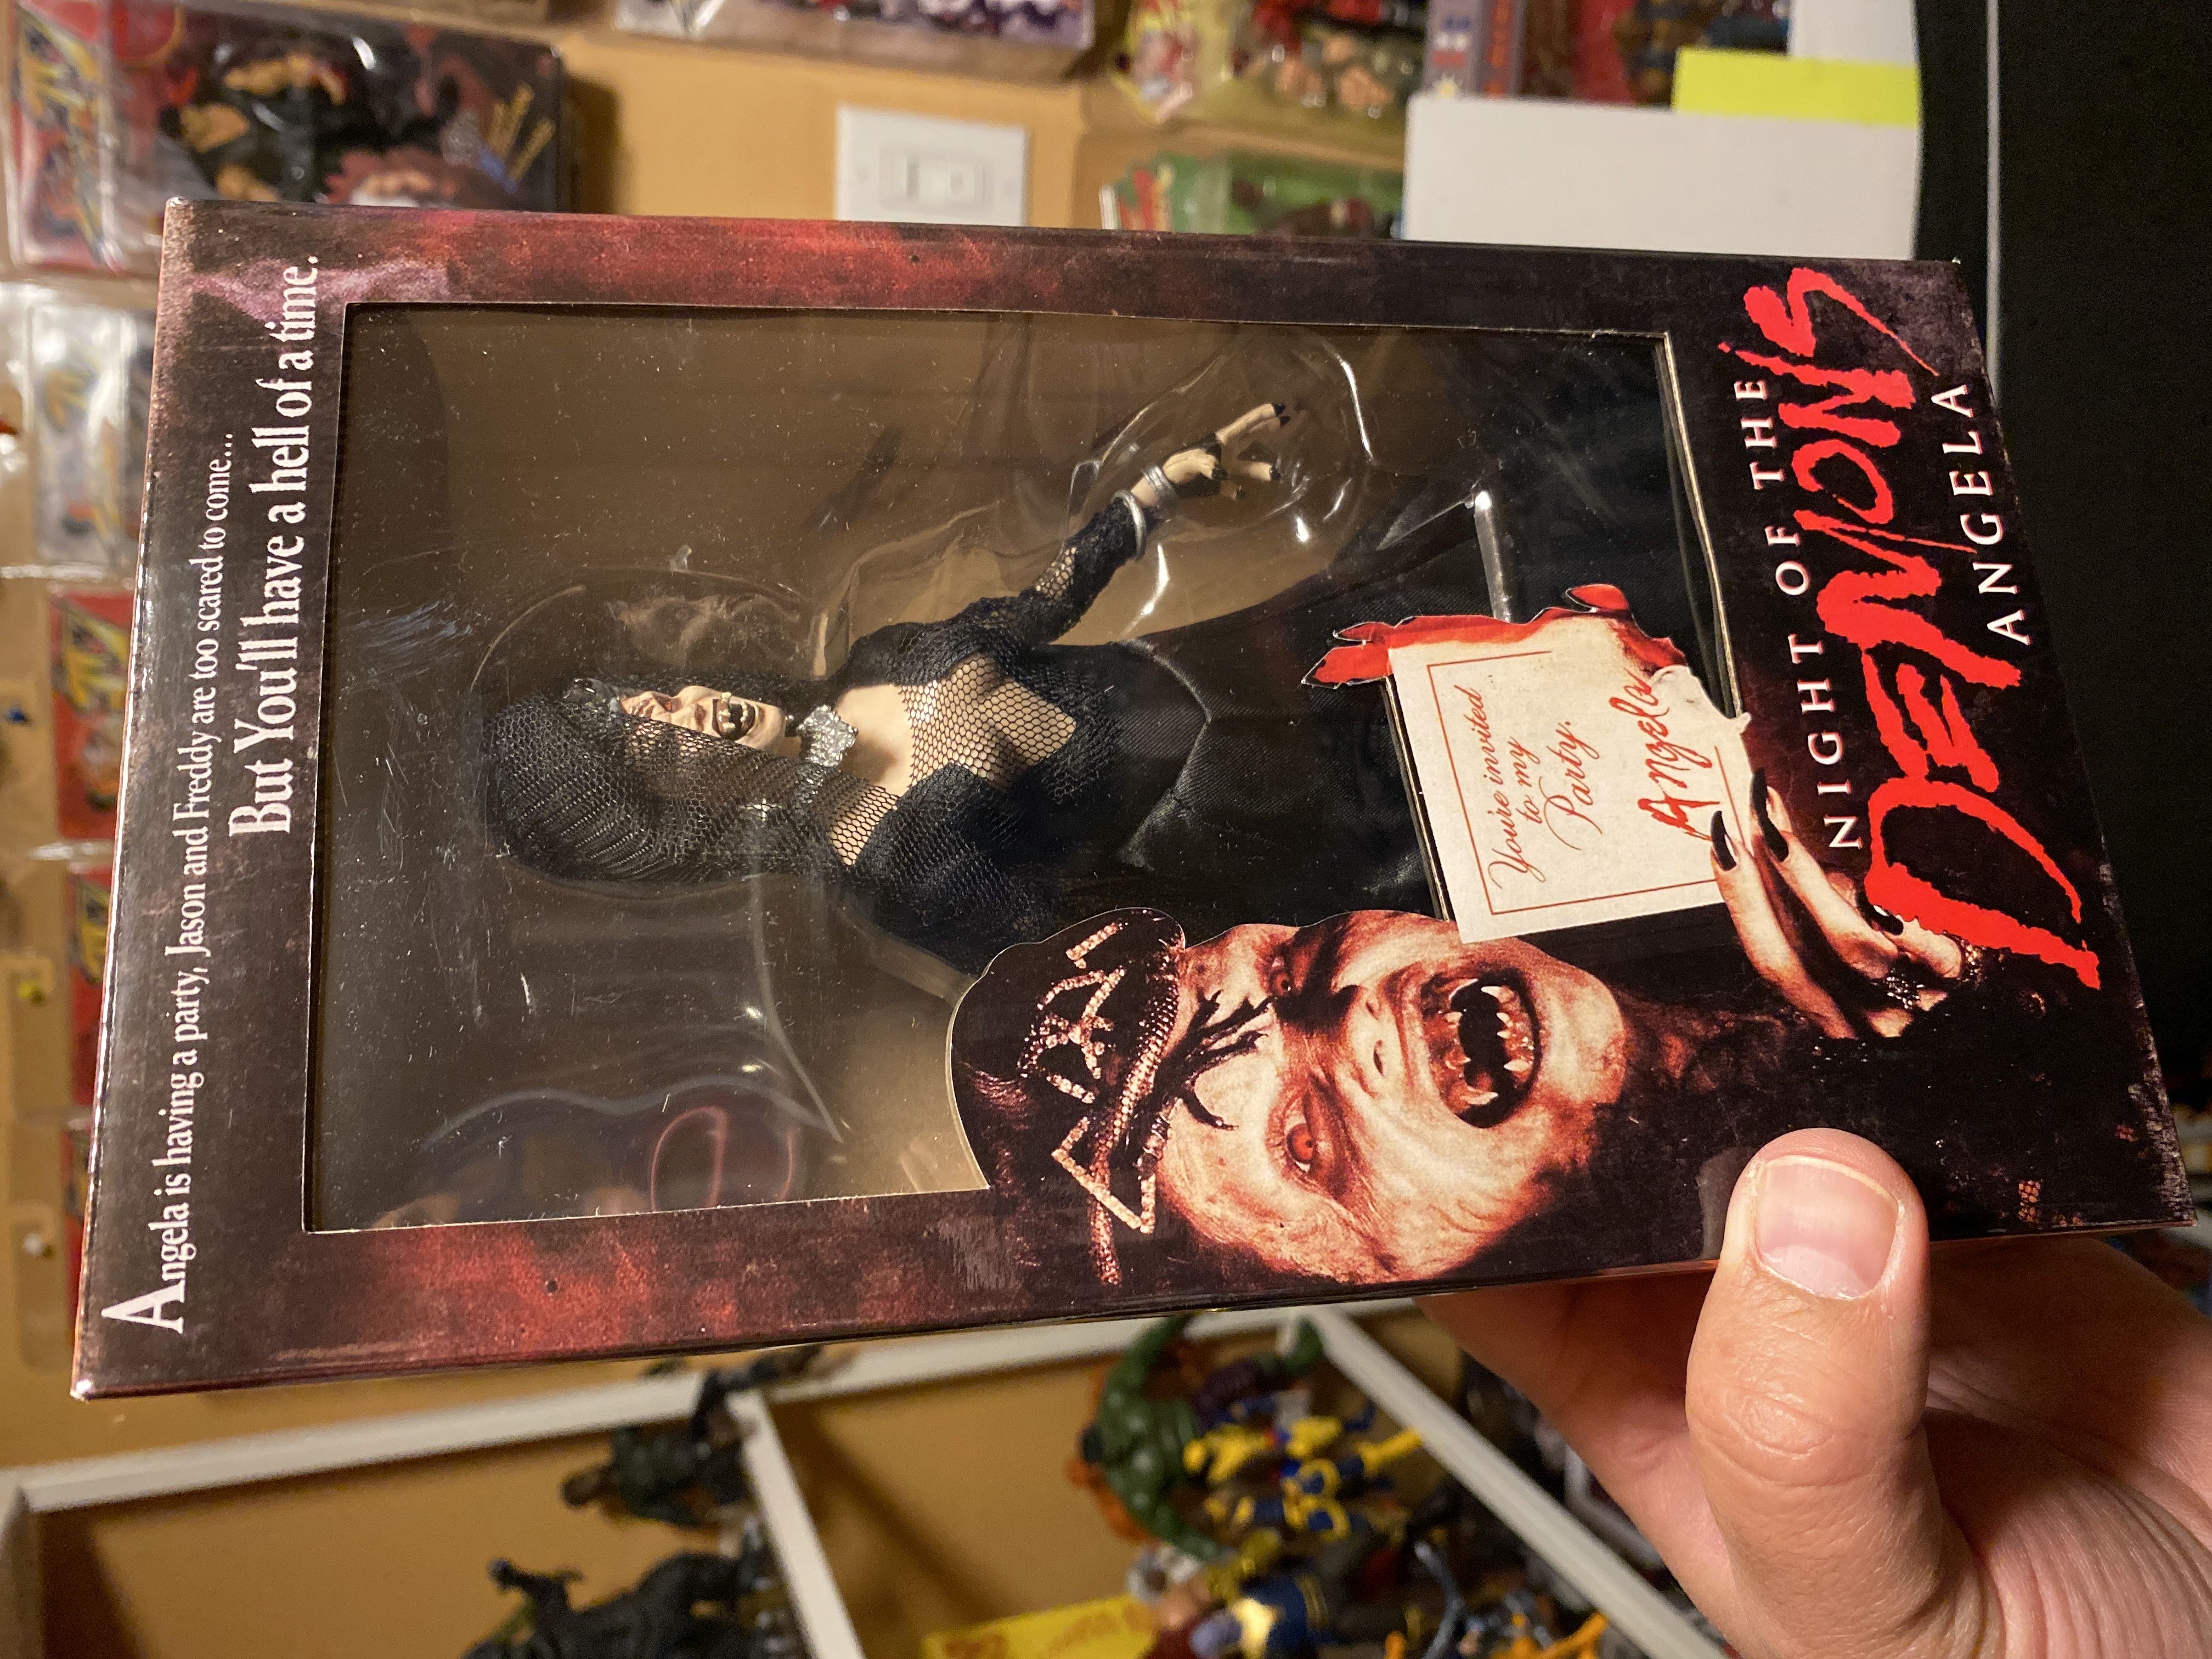 Angela is having a party, Jason and Freddy are too scared to come...
But You'll have a hell of a time.
You're invited
to my
Party.
Angela
NIGHT OF THE
DEMONS
ANGELA